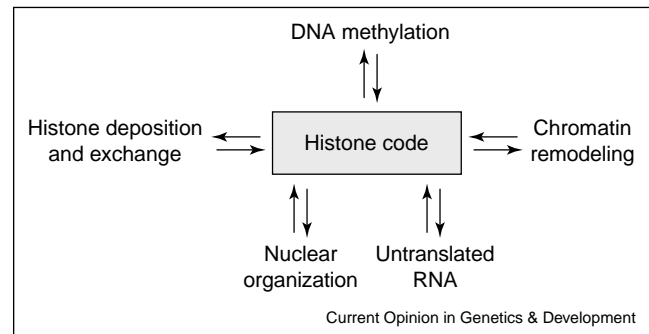 DNA methylation
Histone deposition
and exchange
Histone code
Chromatin
remodeling
Nuclear
organization
Untranslated
RNA
Current Opinion in Genetics & Development